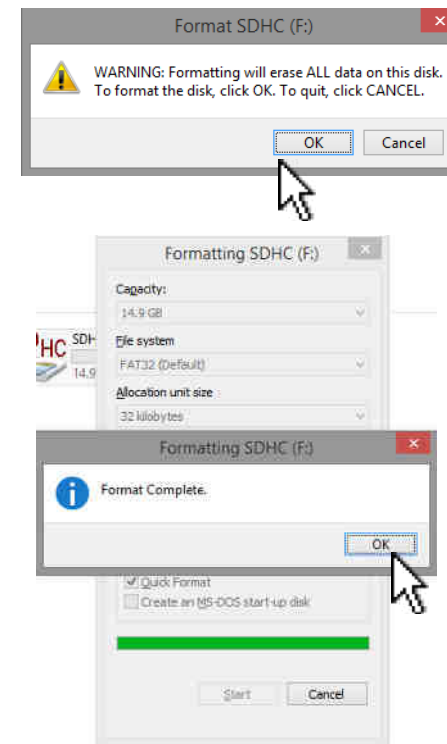 Format SDHC (F:)
WARNING: Formatting will erase ALL data on this disk.
To format the disk, click OK. To quit, click CANCEL.
OK Cancel
Formatting SDHC (F:)
Capacity:
14.9 GB
HC SDH
14.9
File system
FAT32 (Default)
Allocation unit size
32 kilobytes
Formatting SDHC (F:)
Format Complete.
OK
Quick Format
Create an MS-DOS start-up disk
Start Cancel